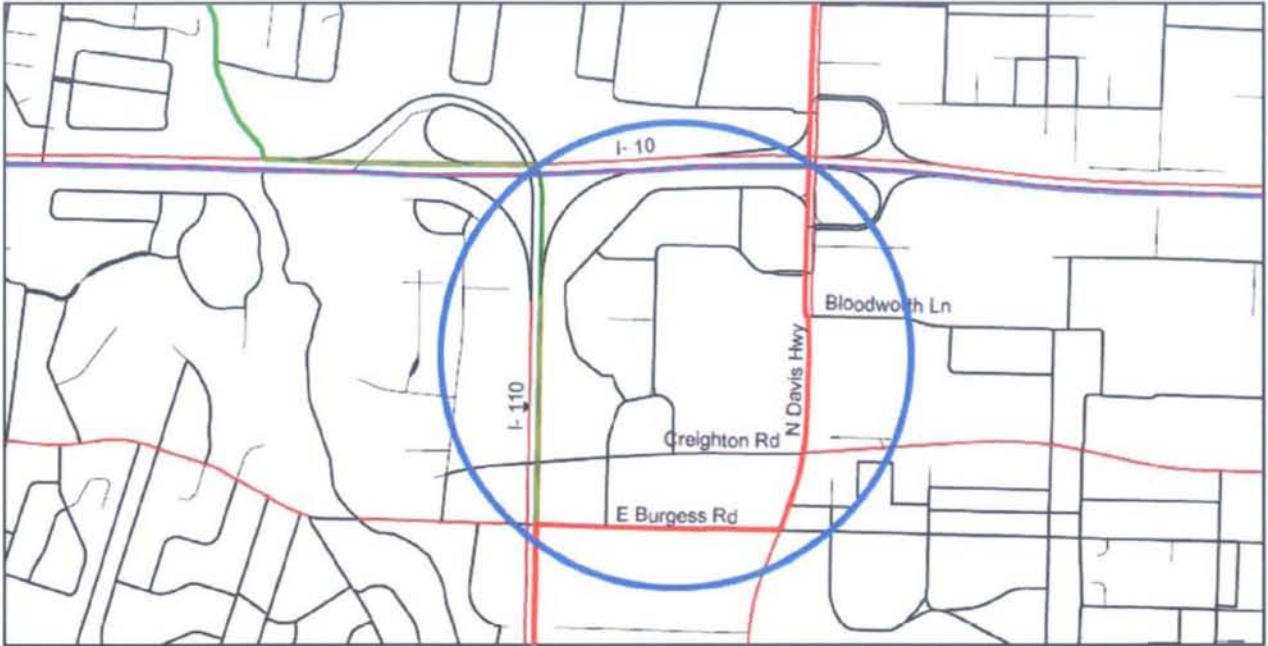 I- 10
Bloodworth Ln
N Davis Hwy
I- 110
Creighton Rd
E Burgess Rd